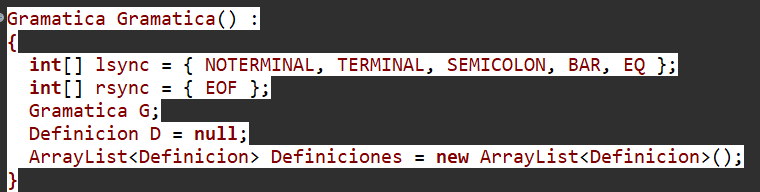 Gramatica Gramatica() :
{
  int[] lsync = { NOTERMINAL, TERMINAL, SEMICOLON, BAR, EQ };
  int[] rsync = { EOF };
  Gramatica G;
  Definicion D = null;
  ArrayList<Definicion> Definiciones = new ArrayList<Definicion>();
}